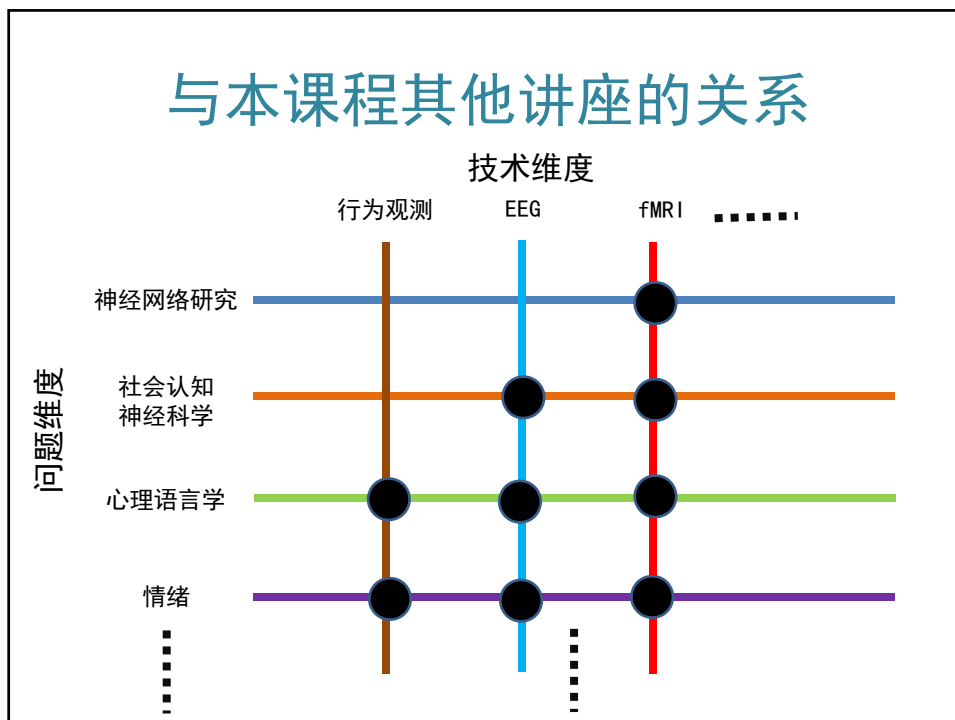 与本课程其他讲座的关系
技术维度
行为观测
EEG
fMRI
神经网络研究
问题维度
社会认知
神经科学
心理语言学
情绪